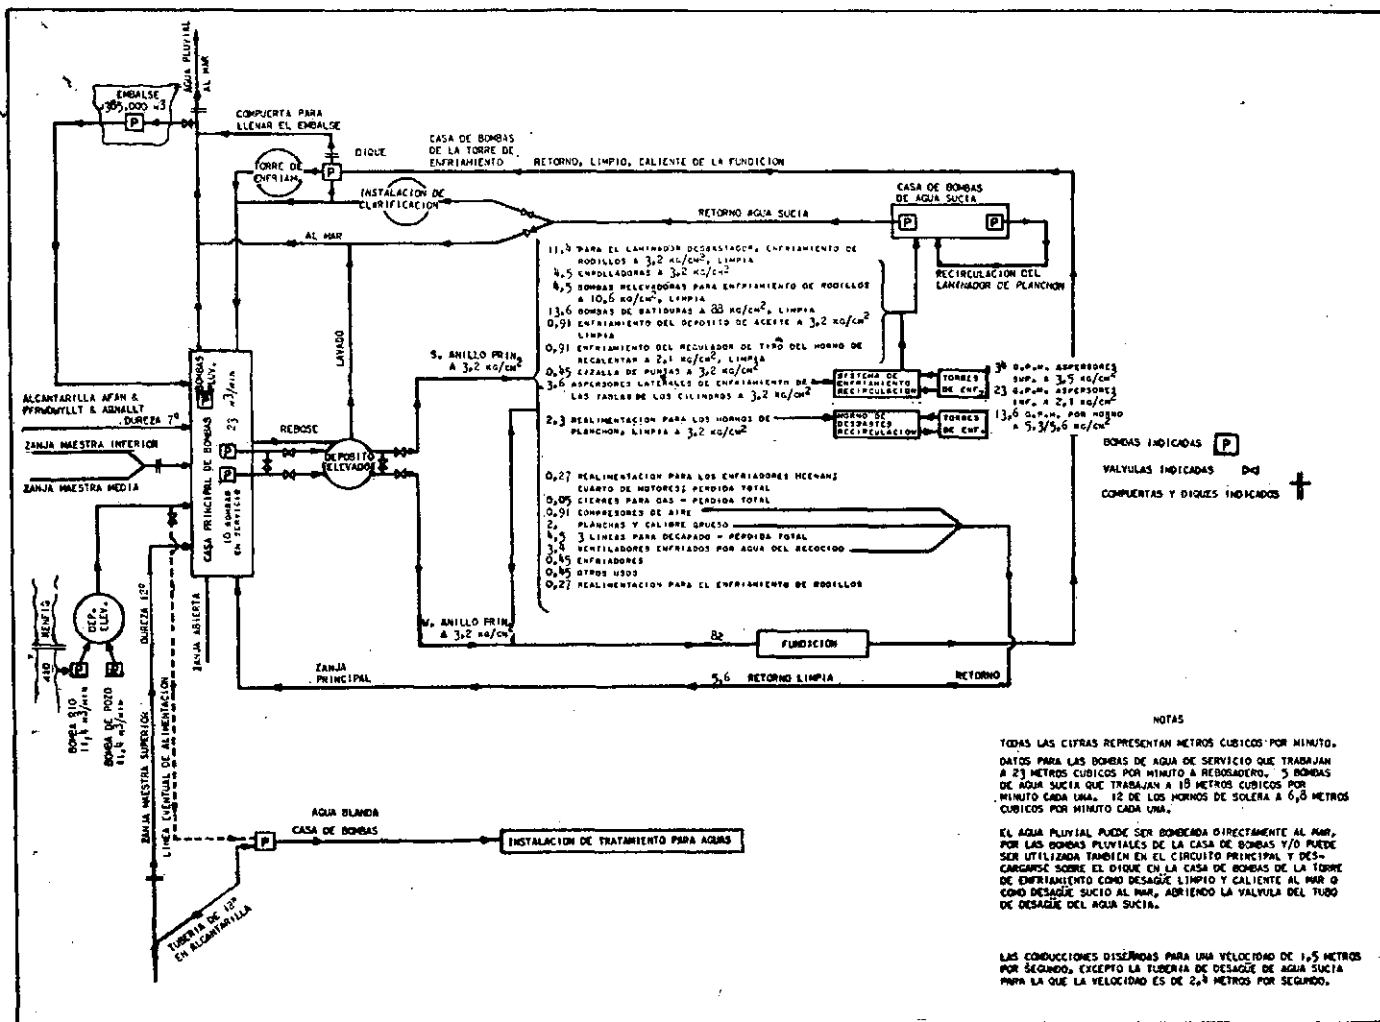 AGUA PLUVIAL
AL MAR
EMBALSE
385,000 M3
P
COMPUERTA PARA
LLENAR EL EMBALSE
DIQUE
CASA DE BOMBAS
DE LA TORRE DE
ENFRIAMIENTO
RETORNO, LIMPIO, CALIENTE DE LA FUNDICION
TORRE DE
ENFRIAM.
P
INSTALACION DE
CLARIFICACION
CASA DE BOMBAS
DE AGUA SUCIA
P
P
RETORNO AGUA SUCIA
AL MAR
RECIRCULACION DEL
LAMINADOR DE PLANCHON
11,4 PARA EL LAMINADOR DESBASTADOR, ENFRIAMIENTO DE
RODILLOS A 3,2 KG/CM2, LIMPIA
4,5 ENROLLADORAS A 3,2 KG/CM2
4,5 BOMBAS RELEVADORAS PARA ENFRIAMIENTO DE RODILLOS
A 10,6 KG/CM2, LIMPIA
13,6 BOMBAS DE BATIDURAS A 88 KG/CM2, LIMPIA
0,91 ENFRIAMIENTO DEL DEPOSITO DE ACEITE A 3,2 KG/CM2
LIMPIA
0,91 ENFRIAMIENTO DEL REGULADOR DE TIRO DEL HORNO DE
RECALENTAR A 2,1 KG/CM2, LIMPIA
0,45 CIZALLA DE PUNTAS A 3,2 KG/CM2
3,6 ASPERSORES LATERALES DE ENFRIAMIENTO DE
LAS TABLAS DE LOS CILINDROS A 3,2 KG/CM2
2,3 REALIMENTACION PARA LOS HORNOS DE
PLANCHON, LIMPIA A 3,2 KG/CM2
SISTEMA DE
ENFRIAMIENTO
RECIRCULACION
TORRES
DE ENF.
HORNO DE
DESBASTES
RECIRCULACION
TORRES
DE ENF.
34 G.P.M. ASPERSORES
SUP. A 3,5 KG/CM2
23 G.P.M. ASPERSORES
INF. A 2,1 KG/CM2
13,6 G.P.M. POR HORNO
A 5,3/5,6 KG/CM2
0,27 REALIMENTACION PARA LOS ENFRIADORES HEENAN;
CUARTO DE MOTORES; PERDIDA TOTAL
0,05 CIERRES PARA GAS - PERDIDA TOTAL
0,91 COMPRESORES DE AIRE
2, PLANCHAS Y CALIBRE GRUESO
4,5 3 LINEAS PARA DECAPADO - PERDIDA TOTAL
3,4 VENTILADORES ENFRIADOS POR AGUA DEL RECOCIDO
0,45 ENFRIADORES
0,45 OTROS USOS
0,27 REALIMENTACION PARA EL ENFRIAMIENTO DE RODILLOS
S. ANILLO PRIN.
A 3,2 KG/CM2
LAVADO
REBOSE
DEPOSITO
ELEVADO
BOMBAS
PLUV.
23 M3/MIN
CASA PRINCIPAL DE BOMBAS
10 BOMBAS
EN SERVICIO
P
P
ALCANTARILLA AFAN &
DUREZA 7°
ZANJA MAESTRA INFERIOR
ZANJA MAESTRA MEDIA
ZANJA ABIERTA
DUREZA 12°
DEP.
ELEV.
RIO KENFIG
P
P
BOMBA RIO
11,4 M3/MIN
BOMBA DE POZO
11,4 M3/MIN
ZANJA MAESTRA SUPERIOR
LINEA EVENTUAL DE ALIMENTACION
A 3,2 KG/CM2
82
FUNDICION
ZANJA
PRINCIPAL
5,6 RETORNO LIMPIA
RETORNO
AGUA BLANDA
CASA DE BOMBAS
P
INSTALACION DE TRATAMIENTO PARA AGUAS
TUBERIA DE 12"
EN ALCANTARILLA
BOMBAS INDICADAS P
VALVULAS INDICADAS
COMPUERTAS Y DIQUES INDICADOS
NOTAS
TODAS LAS CIFRAS REPRESENTAN METROS CUBICOS POR MINUTO.
DATOS PARA LAS BOMBAS DE AGUA DE SERVICIO QUE TRABAJAN
A 23 METROS CUBICOS POR MINUTO A REBOSADERO. 5 BOMBAS
DE AGUA SUCIA QUE TRABAJAN A 18 METROS CUBICOS POR
MINUTO CADA UNA. 12 DE LOS HORNOS DE SOLERA A 6,8 METROS
CUBICOS POR MINUTO CADA UNA.
EL AGUA PLUVIAL PUEDE SER BOMBEADA DIRECTAMENTE AL MAR,
POR LAS BOMBAS PLUVIALES DE LA CASA DE BOMBAS Y/O PUEDE
SER UTILIZADA TAMBIEN EN EL CIRCUITO PRINCIPAL Y DES-
CARGARSE SOBRE EL DIQUE EN LA CASA DE BOMBAS DE LA TORRE
DE ENFRIAMIENTO COMO DESAGÜE LIMPIO Y CALIENTE AL MAR O
COMO DESAGÜE SUCIO AL MAR, ABRIENDO LA VALVULA DEL TUBO
DE DESAGÜE DEL AGUA SUCIA.
LAS CONDUCCIONES DISEÑADAS PARA UNA VELOCIDAD DE 1,5 METROS
POR SEGUNDO, EXCEPTO LA TUBERIA DE DESAGÜE DE AGUA SUCIA
PARA LA QUE LA VELOCIDAD ES DE 2,4 METROS POR SEGUNDO.